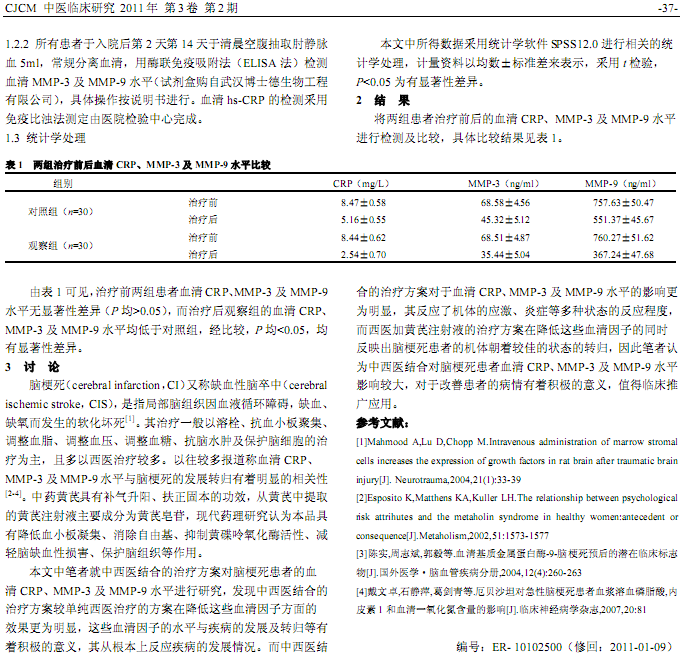 CJCM 中医临床研究 2011年 第3卷 第2期
-37-
1.2.2 所有患者于入院后第2天第14天于清晨空腹抽取肘静脉
血5ml，常规分离血清，用酶联免疫吸附法（ELISA法）检测
血清MMP-3及MMP-9水平（试剂盒购自武汉博士德生物工程
有限公司），具体操作按说明书进行。血清hs-CRP的检测采用
免疫比浊法测定由医院检验中心完成。
1.3 统计学处理
本文中所得数据采用统计学软件SPSS12.0进行相关的统
计学处理，计量资料以均数±标准差来表示，采用t检验，
P<0.05为有显著性差异。
2 结 果
将两组患者治疗前后的血清CRP、MMP-3及MMP-9水平
进行检测及比较，具体比较结果见表1。
表1 两组治疗前后血清CRP、MMP-3及MMP-9水平比较
组别 CRP（mg/L） MMP-3（ng/ml） MMP-9（ng/ml）
对照组（n=30） 治疗前 8.47±0.58 68.58±4.56 757.63±50.47
治疗后 5.16±0.55 45.32±5.12 551.37±45.67
观察组（n=30） 治疗前 8.44±0.62 68.51±4.87 760.27±51.62
治疗后 2.54±0.70 35.44±5.04 367.24±47.68
由表1可见，治疗前两组患者血清CRP、MMP-3及MMP-9
水平无显著性差异（P均>0.05），而治疗后观察组的血清CRP、
MMP-3及MMP-9水平均低于对照组，经比较，P均<0.05，均
有显著性差异。
3 讨 论
脑梗死（cerebral infarction，CI）又称缺血性脑卒中（cerebral
ischemic stroke，CIS），是指局部脑组织因血液循环障碍，缺血、
缺氧而发生的软化坏死[1]。其治疗一般以溶栓、抗血小板聚集、
调整血脂、调整血压、调整血糖、抗脑水肿及保护脑细胞的治
疗为主，且多以西医治疗较多。以往较多报道称血清CRP、
MMP-3及MMP-9水平与脑梗死的发展转归有着明显的相关性
[2-4]。中药黄芪具有补气升阳、扶正固本的功效，从黄芪中提取
的黄芪注射液主要成分为黄芪皂苷，现代药理研究认为本品具
有降低血小板凝集、消除自由基、抑制黄碟呤氧化酶活性、减
轻脑缺血性损害、保护脑组织等作用。
本文中笔者就中西医结合的治疗方案对脑梗死患者的血
清CRP、MMP-3及MMP-9水平进行研究，发现中西医结合的
治疗方案较单纯西医治疗的方案在降低这些血清因子方面的
效果更为明显，这些血清因子的水平与疾病的发展及转归等有
着积极的意义，其从根本上反应疾病的发展情况。而中西医结
合的治疗方案对于血清CRP、MMP-3及MMP-9水平的影响更
为明显，其反应了机体的应激、炎症等多种状态的反应程度，
而西医加黄芪注射液的治疗方案在降低这些血清因子的同时
反映出脑梗死患者的机体朝着较佳的状态的转归，因此笔者认
为中西医结合对脑梗死患者血清CRP、MMP-3及MMP-9水平
影响较大，对于改善患者的病情有着积极的意义，值得临床推
广应用。
参考文献：
[1]Mahmood A,Lu D,Chopp M.Intravenous administration of marrow stromal
cells increases the expression of growth factors in rat brain after traumatic brain
injury[J]. Neurotrauma,2004,21(1):33-39
[2]Esposito K,Matthens KA,Kuller LH.The relationship between psychological
risk attrihutes and the metaholin syndrome in healthy women:antecedent or
consequence[J].Metaholism,2002,51:1573-1577
[3]陈实,周志斌,郭毅等.血清基质金属蛋白酶-9-脑梗死预后的潜在临床标志
物[J].国外医学·脑血管疾病分册,2004,12(4):260-263
[4]戴文卓,石静萍,葛剑青等.厄贝沙坦对急性脑梗死患者血浆溶血磷脂酸,内
皮素1和血清一氧化氮含量的影响[J].临床神经病学杂志,2007,20:81
编号：ER-10102500（修回：2011-01-09）